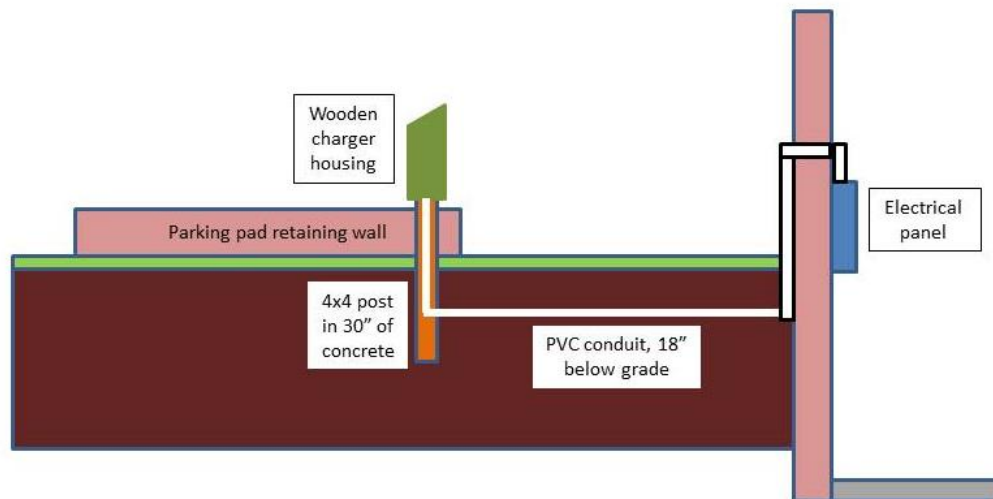 Wooden
charger
housing
Parking pad retaining wall
Electrical
panel
4x4 post
in 30” of
concrete
PVC conduit, 18”
below grade